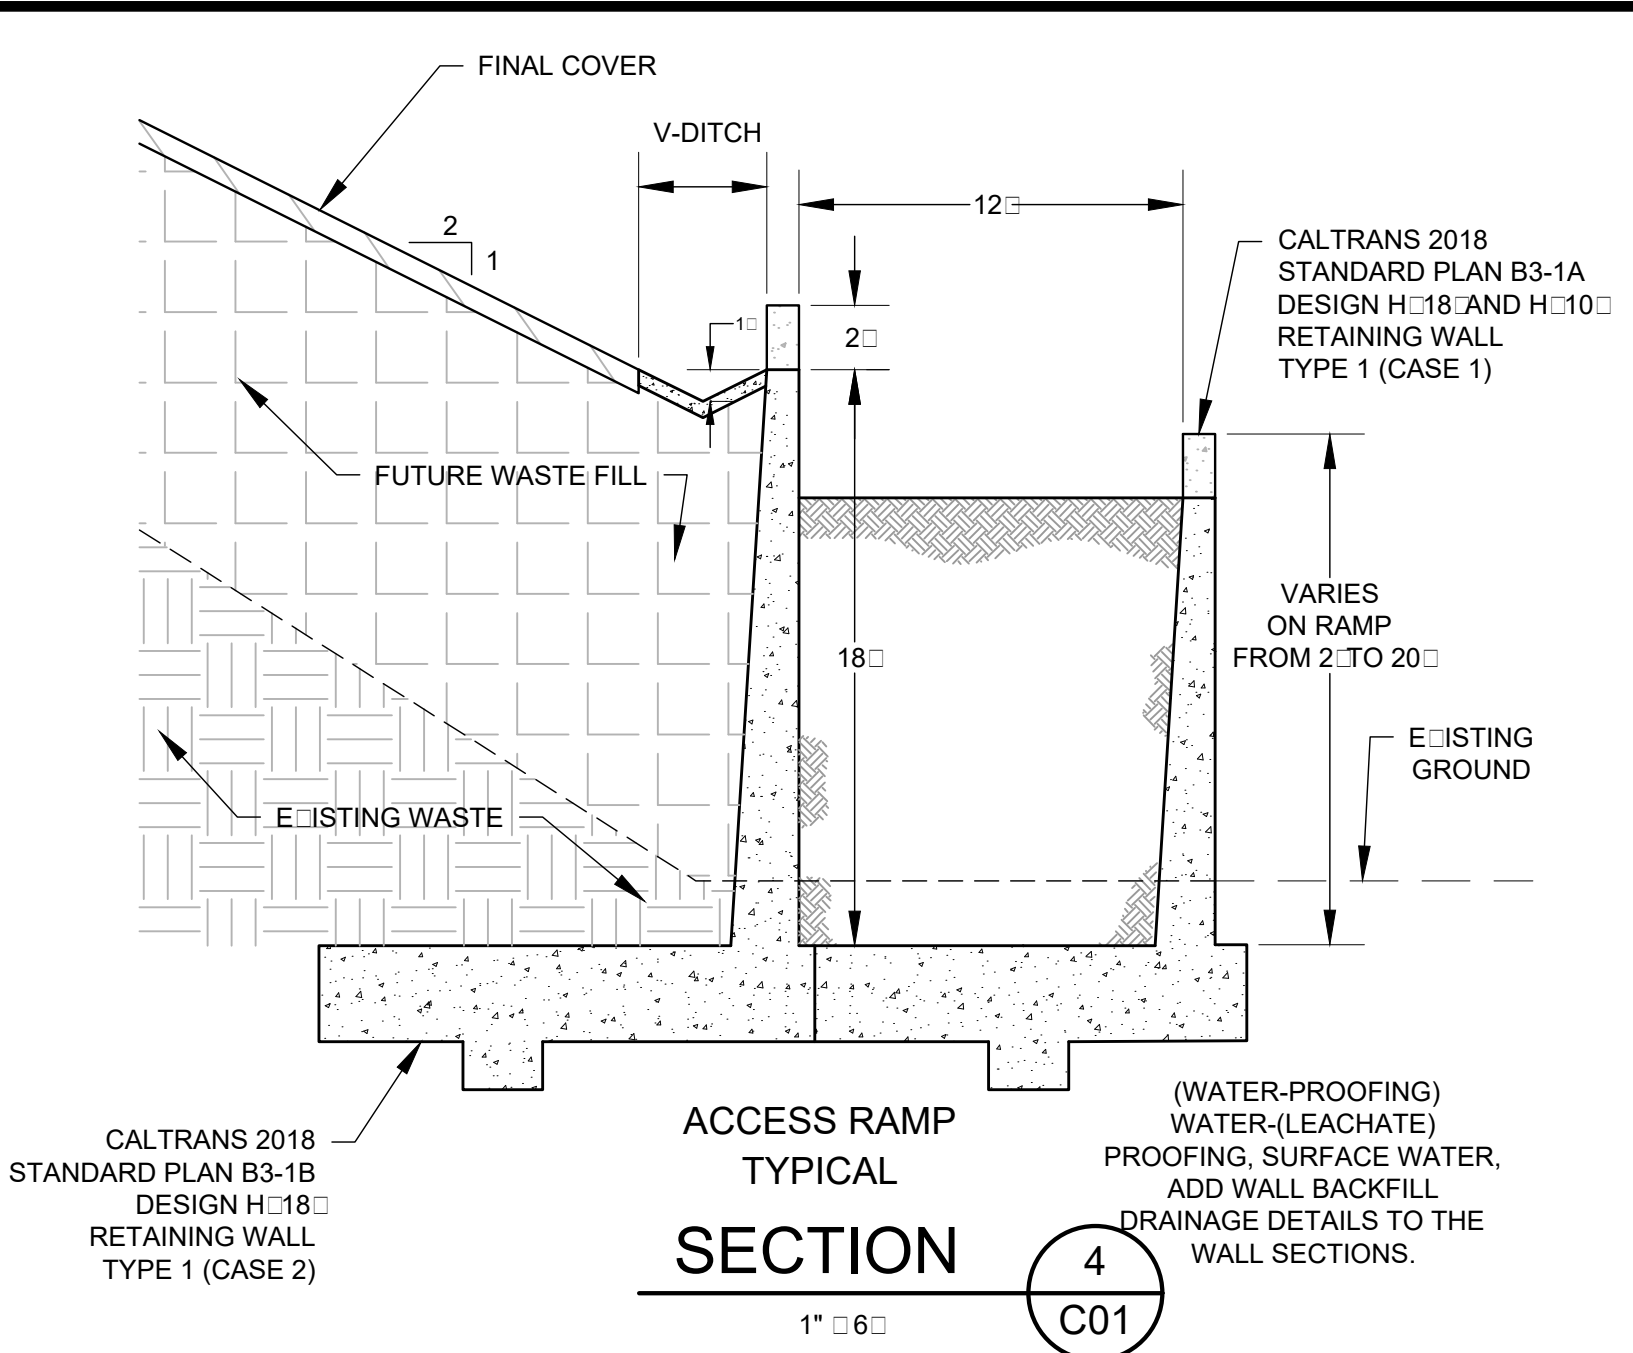 FINAL COVER
V-DITCH
12□
2
1
CALTRANS 2018
STANDARD PLAN B3-1A
DESIGN H□18□AND H□10□
RETAINING WALL
TYPE 1 (CASE 1)
1□
2□
FUTURE WASTE FILL
VARIES
ON RAMP
FROM 2□TO 20□
18□
E□ISTING
GROUND
E□ISTING WASTE
CALTRANS 2018
STANDARD PLAN B3-1B
DESIGN H□18□
RETAINING WALL
TYPE 1 (CASE 2)
ACCESS RAMP
TYPICAL
SECTION
1" □6□
4
C01
(WATER-PROOFING)
WATER-(LEACHATE)
PROOFING, SURFACE WATER,
ADD WALL BACKFILL
DRAINAGE DETAILS TO THE
WALL SECTIONS.